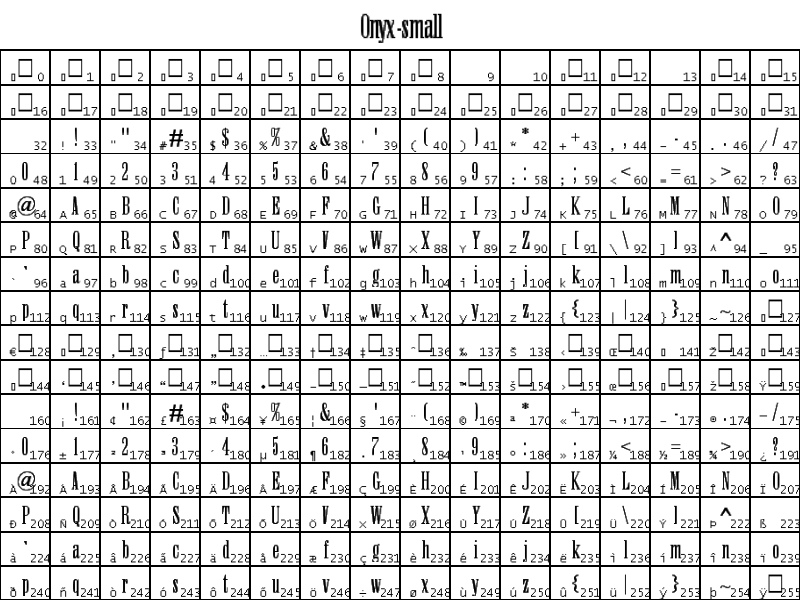 Onyx-small
0 1 2 3 4 5 6 7 8 9 10 11 12 13 14 15
16 17 18 19 20 21 22 23 24 25 26 27 28 29 30 31
32 ! ! 33 " " 34 # # 35 $ $ 36 % % 37 & & 38 ' ' 39 ( ( 40 ) ) 41 * * 42 + + 43 , , 44 - - 45 . . 46 / / 47
0 0 48 1 1 49 2 2 50 3 3 51 4 4 52 5 5 53 6 6 54 7 7 55 8 8 56 9 9 57 : : 58 ; ; 59 < < 60 = = 61 > > 62 ? ? 63
@ @ 64 A A 65 B B 66 C C 67 D D 68 E E 69 F F 70 G G 71 H H 72 I I 73 J J 74 K K 75 L L 76 M M 77 N N 78 O O 79
P P 80 Q Q 81 R R 82 S S 83 T T 84 U U 85 V V 86 W W 87 X X 88 Y Y 89 Z Z 90 [ [ 91 \ \ 92 ] ] 93 ^ ^ 94 _ 95
` ` 96 a a 97 b b 98 c c 99 d d 100 e e 101 f f 102 g g 103 h h 104 i i 105 j j 106 k k 107 l l 108 m m 109 n n 110 o o 111
p p 112 q q 113 r r 114 s s 115 t t 116 u u 117 v v 118 w w 119 x x 120 y y 121 z z 122 { { 123 | | 124 } } 125 ~ ~ 126 127
€ 128 129 ‚ 130 ƒ 131 „ 132 … 133 † 134 ‡ 135 ˆ 136 ‰ 137 Š 138 ‹ 139 Œ 140 141 Ž 142 143
144 ‘ 145 ’ 146 “ 147 ” 148 • 149 – 150 — 151 ˜ 152 ™ 153 š 154 › 155 œ 156 157 ž 158 Ÿ 159
160 ¡ ! 161 ¢ " 162 £ # 163 ¤ $ 164 ¥ % 165 ¦ & 166 § ' 167 ¨ ( 168 © ) 169 ª * 170 « + 171 ¬ , 172 - - 173 ® . 174 ¯ / 175
° 0 176 ± 1 177 ² 2 178 ³ 3 179 ´ 4 180 µ 5 181 ¶ 6 182 · 7 183 ¸ 8 184 ¹ 9 185 º : 186 » ; 187 ¼ < 188 ½ = 189 ¾ > 190 ¿ ? 191
À @ 192 Á A 193 Â B 194 Ã C 195 Ä D 196 Å E 197 Æ F 198 Ç G 199 È H 200 É I 201 Ê J 202 Ë K 203 Ì L 204 Í M 205 Î N 206 Ï O 207
Ð P 208 Ñ Q 209 Ò R 210 Ó S 211 Ô T 212 Õ U 213 Ö V 214 × W 215 Ø X 216 Ù Y 217 Ú Z 218 Û [ 219 Ü \ 220 Ý ] 221 Þ ^ 222 ß 223
à ` 224 á a 225 â b 226 ã c 227 ä d 228 å e 229 æ f 230 ç g 231 è h 232 é i 233 ê j 234 ë k 235 ì l 236 í m 237 î n 238 ï o 239
ð p 240 ñ q 241 ò r 242 ó s 243 ô t 244 õ u 245 ö v 246 ÷ w 247 ø x 248 ù y 249 ú z 250 û { 251 ü | 252 ý } 253 þ ~ 254 ÿ 255